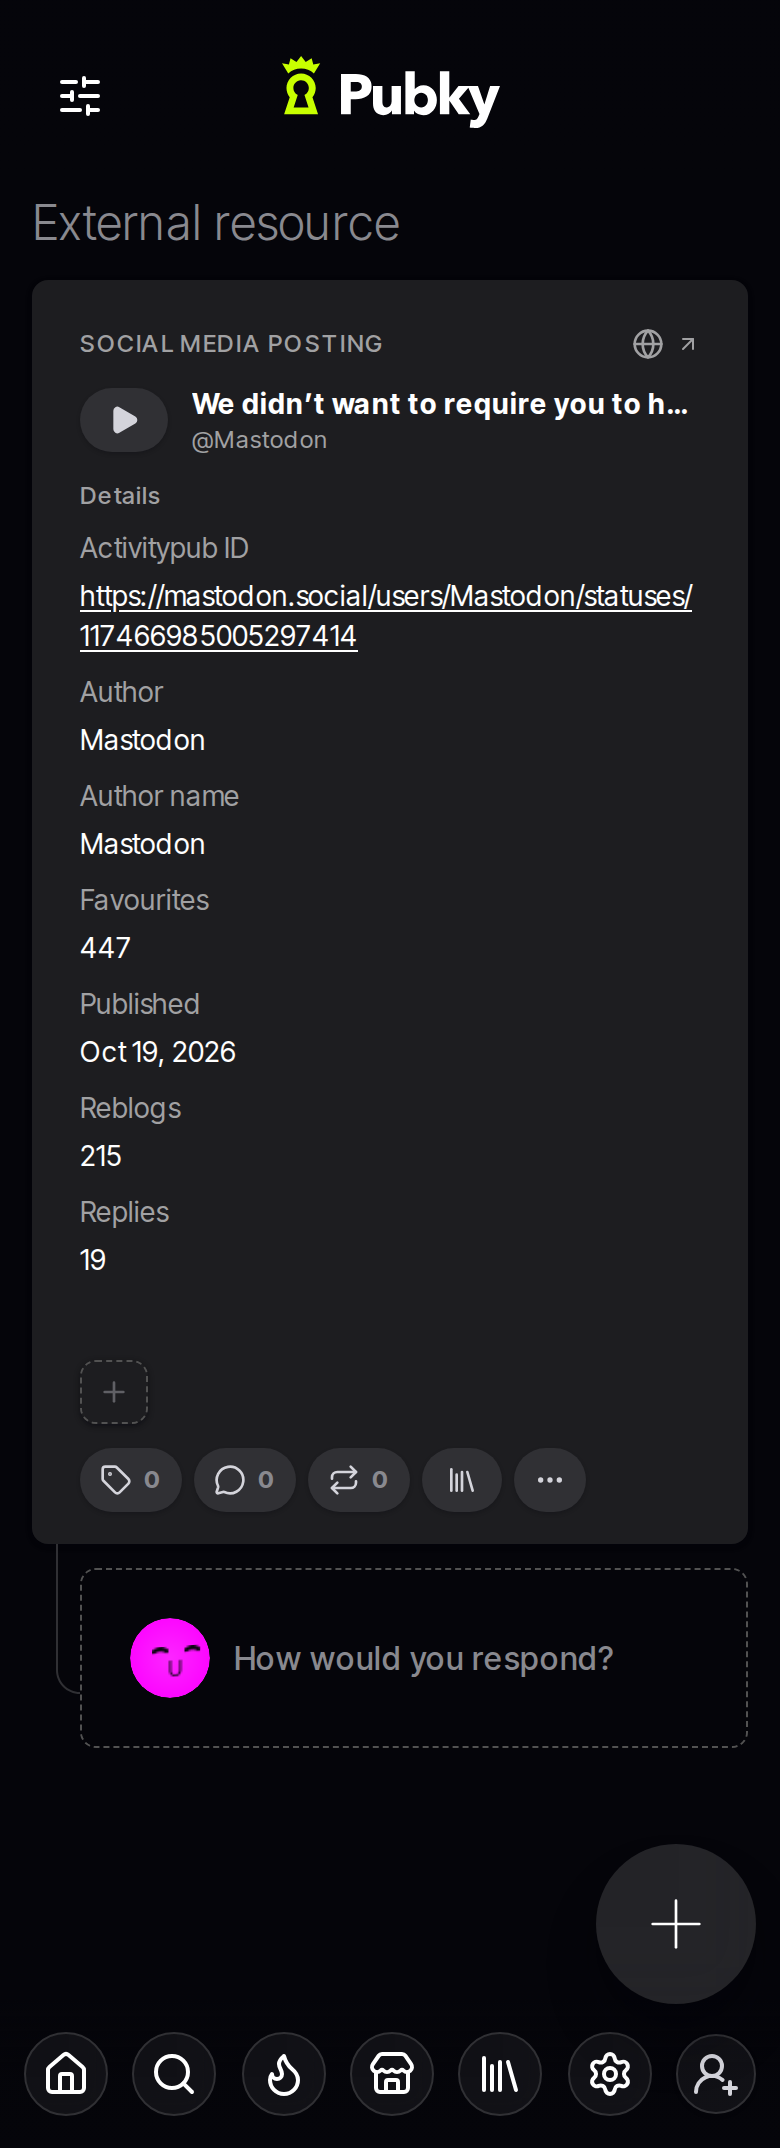 Pubky
External resource
SOCIAL MEDIA POSTING
We didn’t want to require you to h...
@Mastodon
Details
Activitypub ID
https://mastodon.social/users/Mastodon/statuses/
117466985005297414
Author
Mastodon
Author name
Mastodon
Favourites
447
Published
Oct 19, 2026
Reblogs
215
Replies
19
0 0 0
How would you respond?